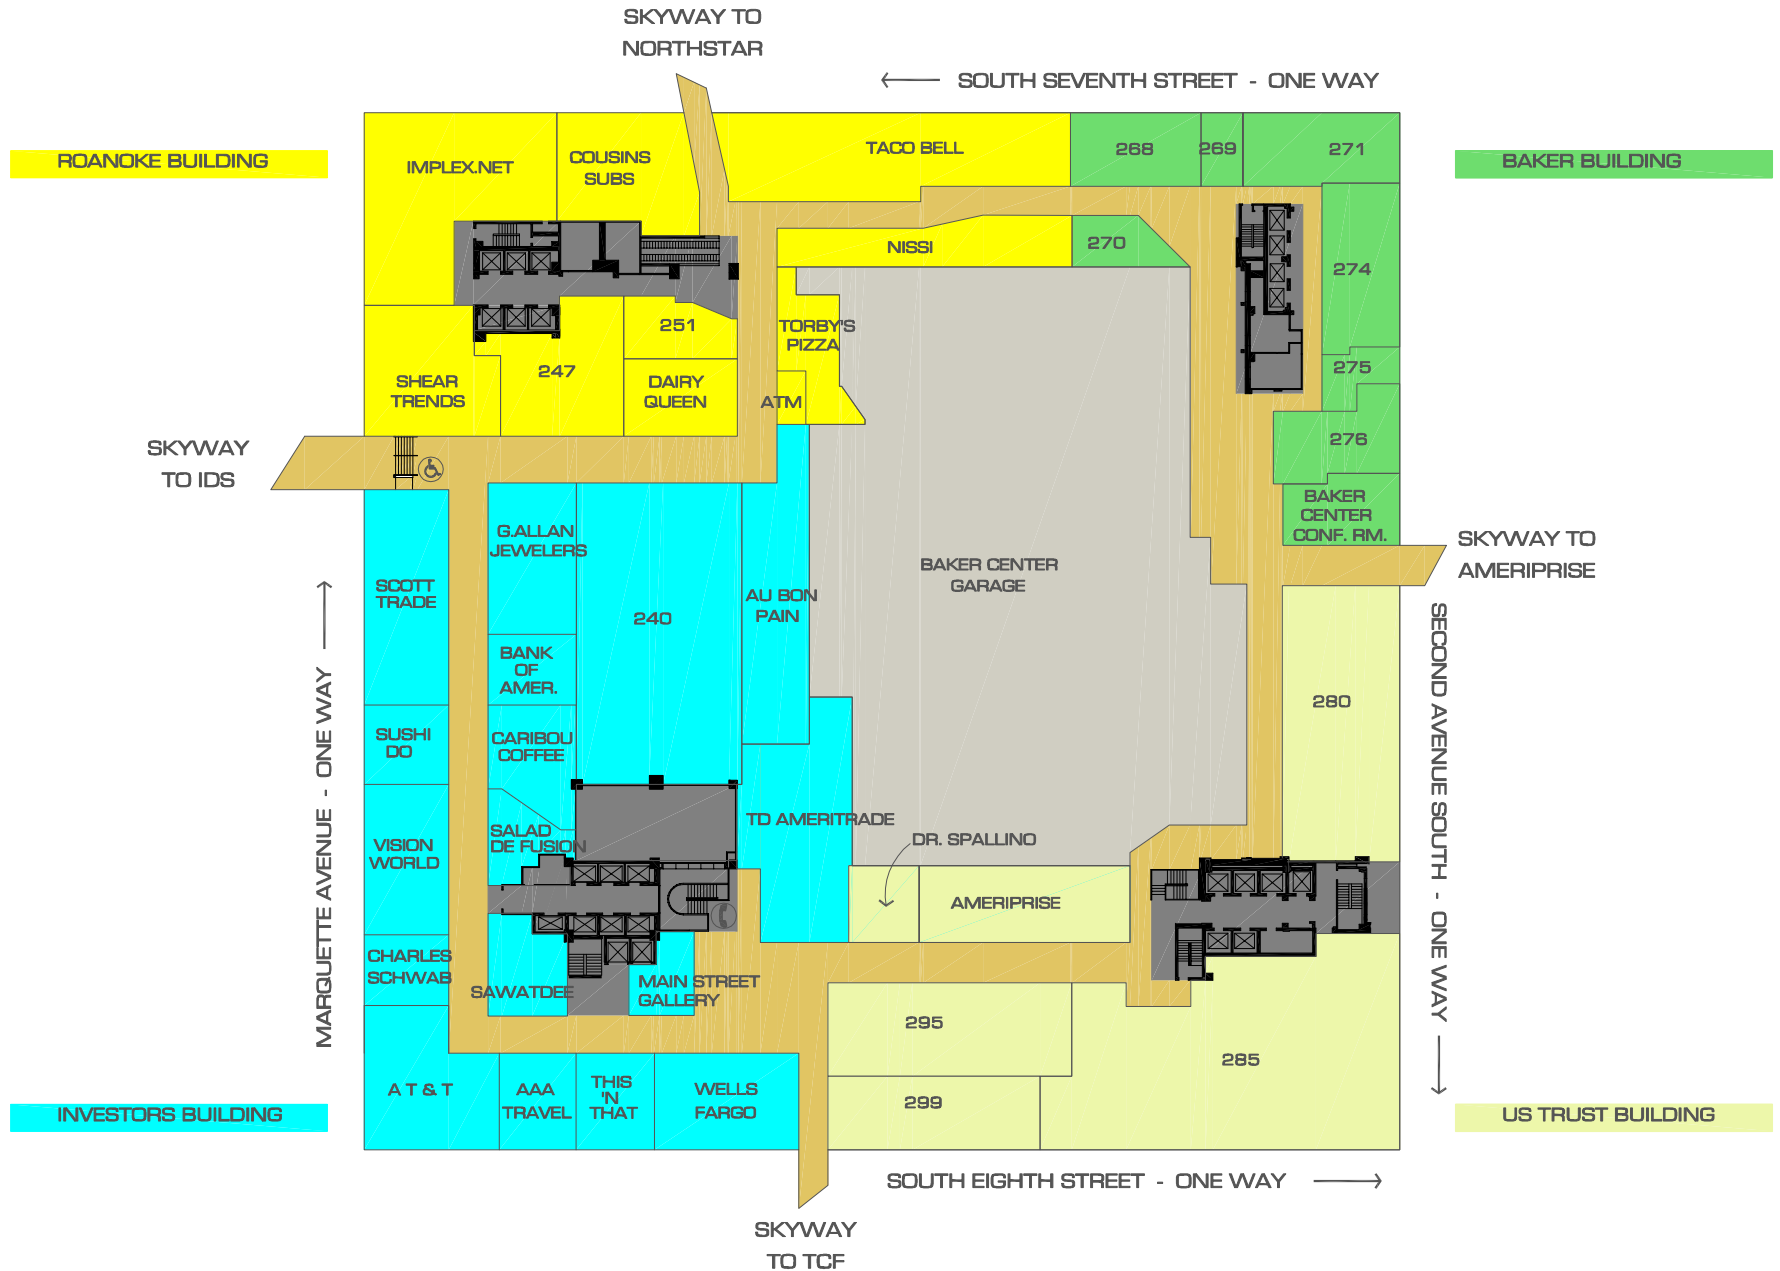 SKYWAY TO
NORTHSTAR
← SOUTH SEVENTH STREET - ONE WAY
ROANOKE BUILDING
BAKER BUILDING
IMPLEX.NET
COUSINS
SUBS
TACO BELL
268
269
271
NISSI
270
274
251
TORBY'S
PIZZA
247
SHEAR
TRENDS
DAIRY
QUEEN
ATM
275
276
SKYWAY
TO IDS
BAKER
CENTER
CONF. RM.
SKYWAY TO
AMERIPRISE
G.ALLAN
JEWELERS
SCOTT
TRADE
240
AU BON
PAIN
BAKER CENTER
GARAGE
BANK
OF
AMER.
280
SUSHI
DO
CARIBOU
COFFEE
MARQUETTE AVENUE - ONE WAY
SECOND AVENUE SOUTH - ONE WAY
VISION
WORLD
SALAD
DE FUSION
TD AMERITRADE
DR. SPALLINO
AMERIPRISE
CHARLES
SCHWAB
SAWATDEE
MAIN STREET
GALLERY
295
285
299
A T & T
AAA
TRAVEL
THIS
'N
THAT
WELLS
FARGO
INVESTORS BUILDING
US TRUST BUILDING
SOUTH EIGHTH STREET - ONE WAY →
SKYWAY
TO TCF